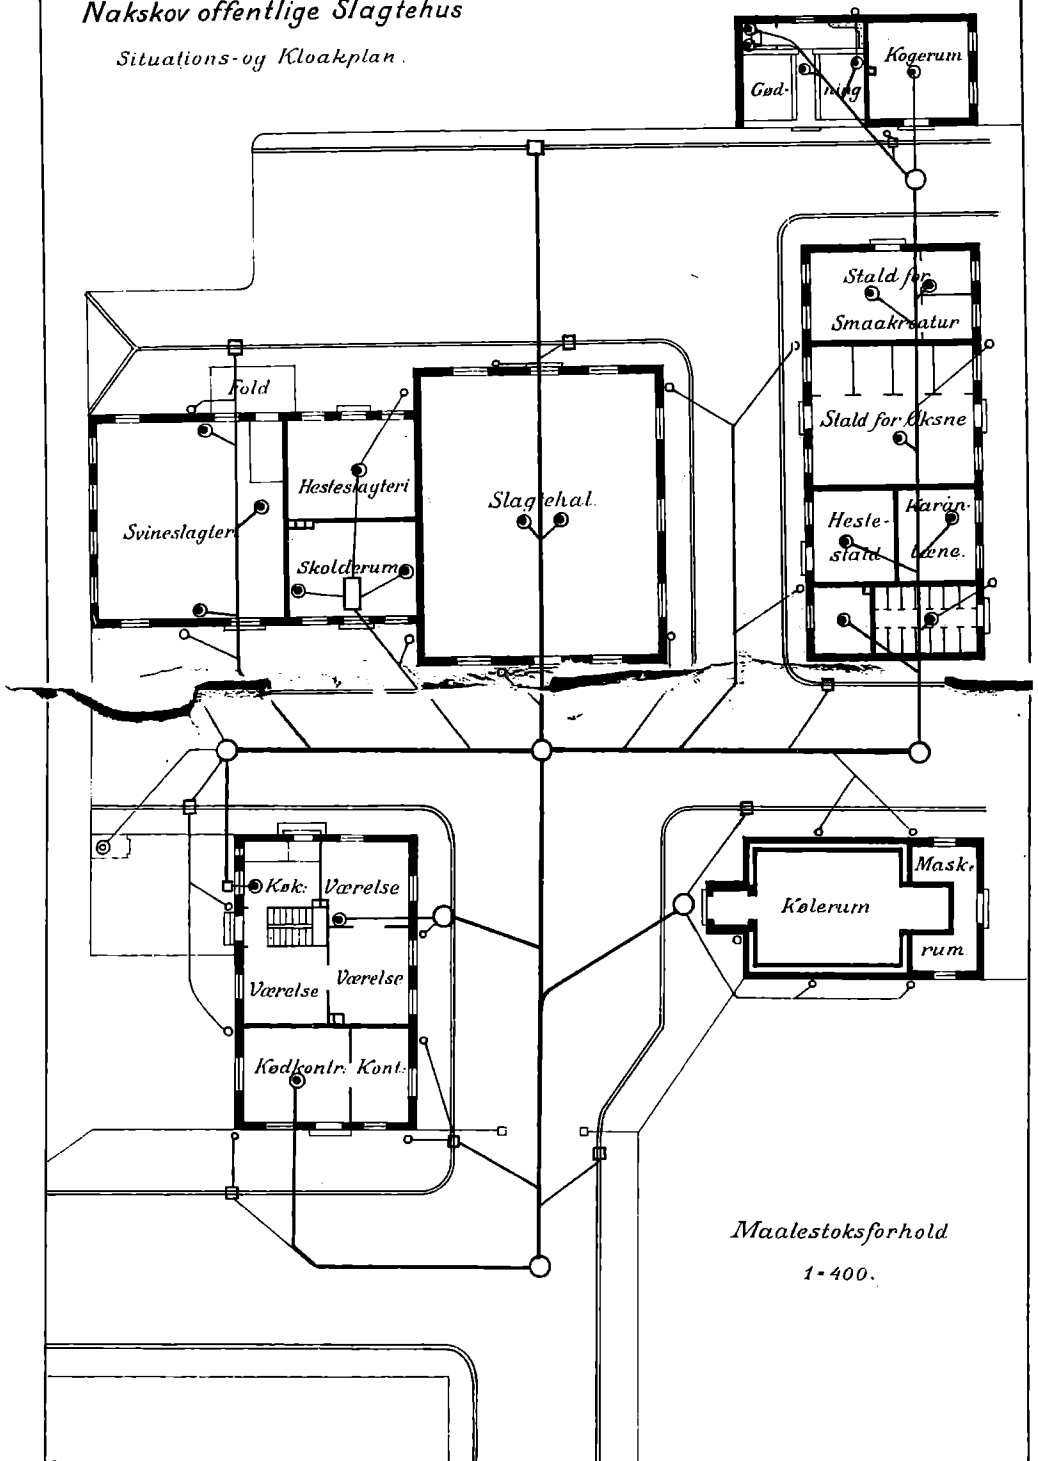 Nakskov offentlige Slagtehus
Situations- og Kloakplan.
Gød-
ning
Kogerum
Stald for
Smaakreatur
Fold
Stald for Øksne
Hesteslagteri
Slagtehal.
Svineslagteri
Heste-
stald
Karan-
tæne.
Skolderum
Køk:
Værelse
Mask.
Kølerum
rum
Værelse
Værelse
Kødkontr.
Kont:
Maalestoksforhold
1=400.